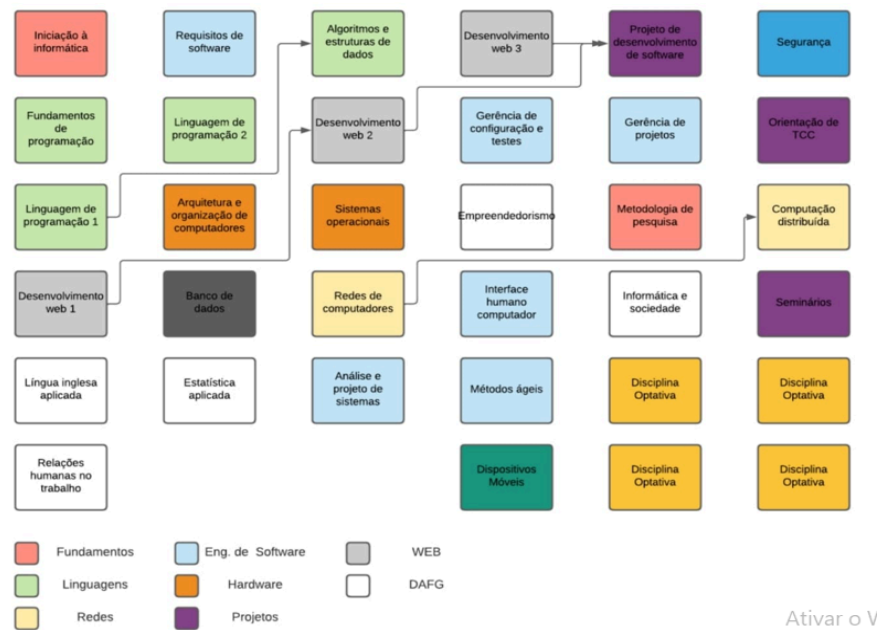 Iniciação à
informática
Requisitos de
software
Algoritmos e
estruturas de
dados
Desenvolvimento
web 3
Projeto de
desenvolvimento
de software
Segurança
Fundamentos
de
programação
Linguagem de
programação 2
Desenvolvimento
web 2
Gerência de
configuração e
testes
Gerência de
projetos
Orientação de
TCC
Linguagem de
programação 1
Arquitetura e
organização de
computadores
Sistemas
operacionais
Empreendedorismo
Metodologia de
pesquisa
Computação
distribuída
Desenvolvimento
web 1
Banco de
dados
Redes de
computadores
Interface
humano
computador
Informática e
sociedade
Seminários
Língua inglesa
aplicada
Estatística
aplicada
Análise e
projeto de
sistemas
Métodos ágeis
Disciplina
Optativa
Disciplina
Optativa
Relações
humanas no
trabalho
Dispositivos
Móveis
Disciplina
Optativa
Disciplina
Optativa
Fundamentos
Eng. de Software
WEB
Linguagens
Hardware
DAFG
Redes
Projetos
Ativar o